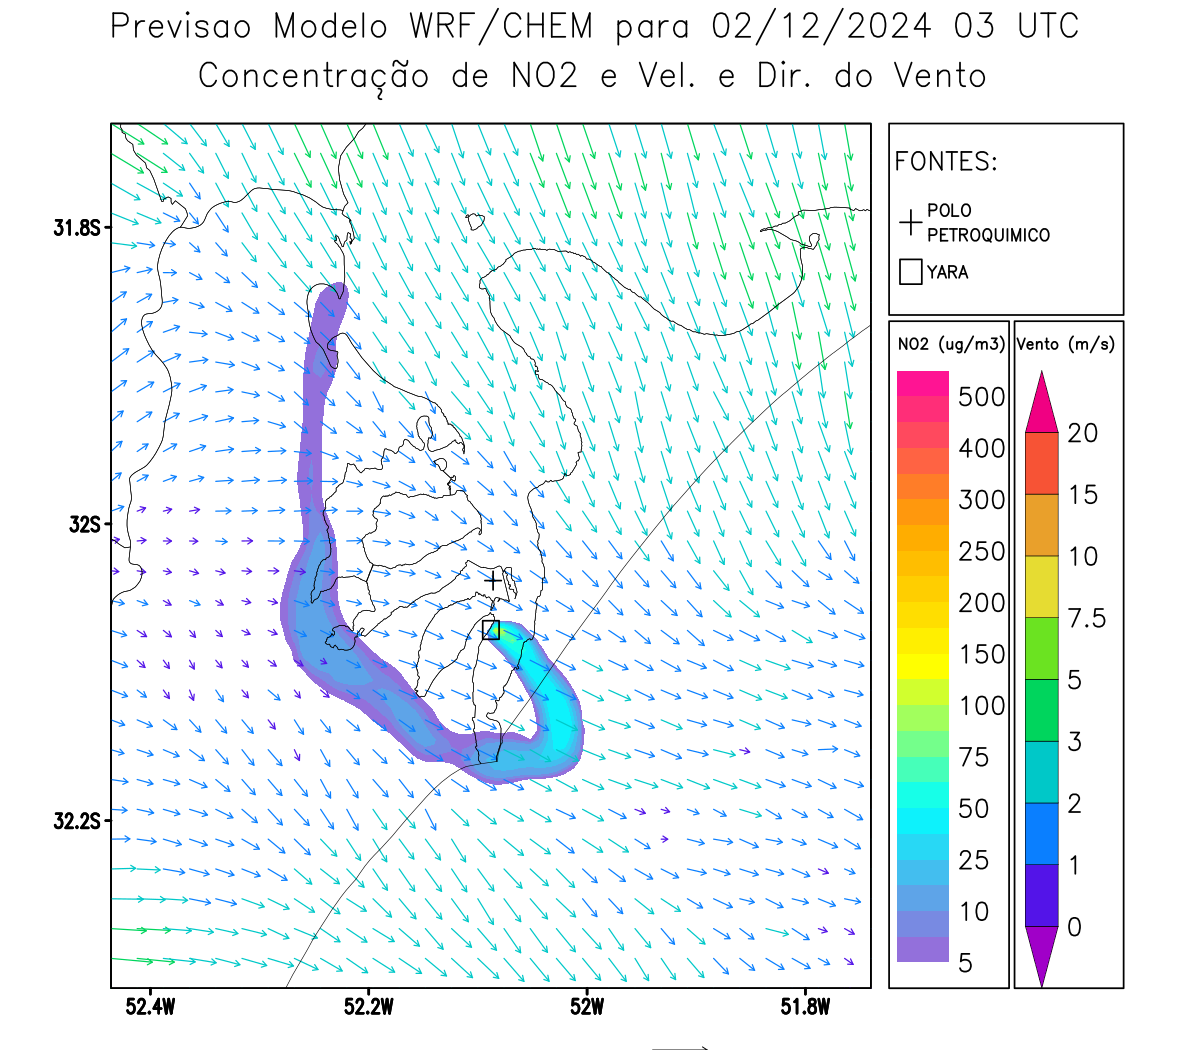 Previsao Modelo WRF/CHEM para 02/12/2024 03 UTC
Concentração de NO2 e Vel. e Dir. do Vento
FONTES:
POLO
PETROQUIMICO
YARA
NO2 (ug/m3)
500
400
300
250
200
150
100
75
50
25
10
5
Vento (m/s)
20
15
10
7.5
5
3
2
1
0
31.8S
32S
32.2S
52.4W
52.2W
52W
51.8W